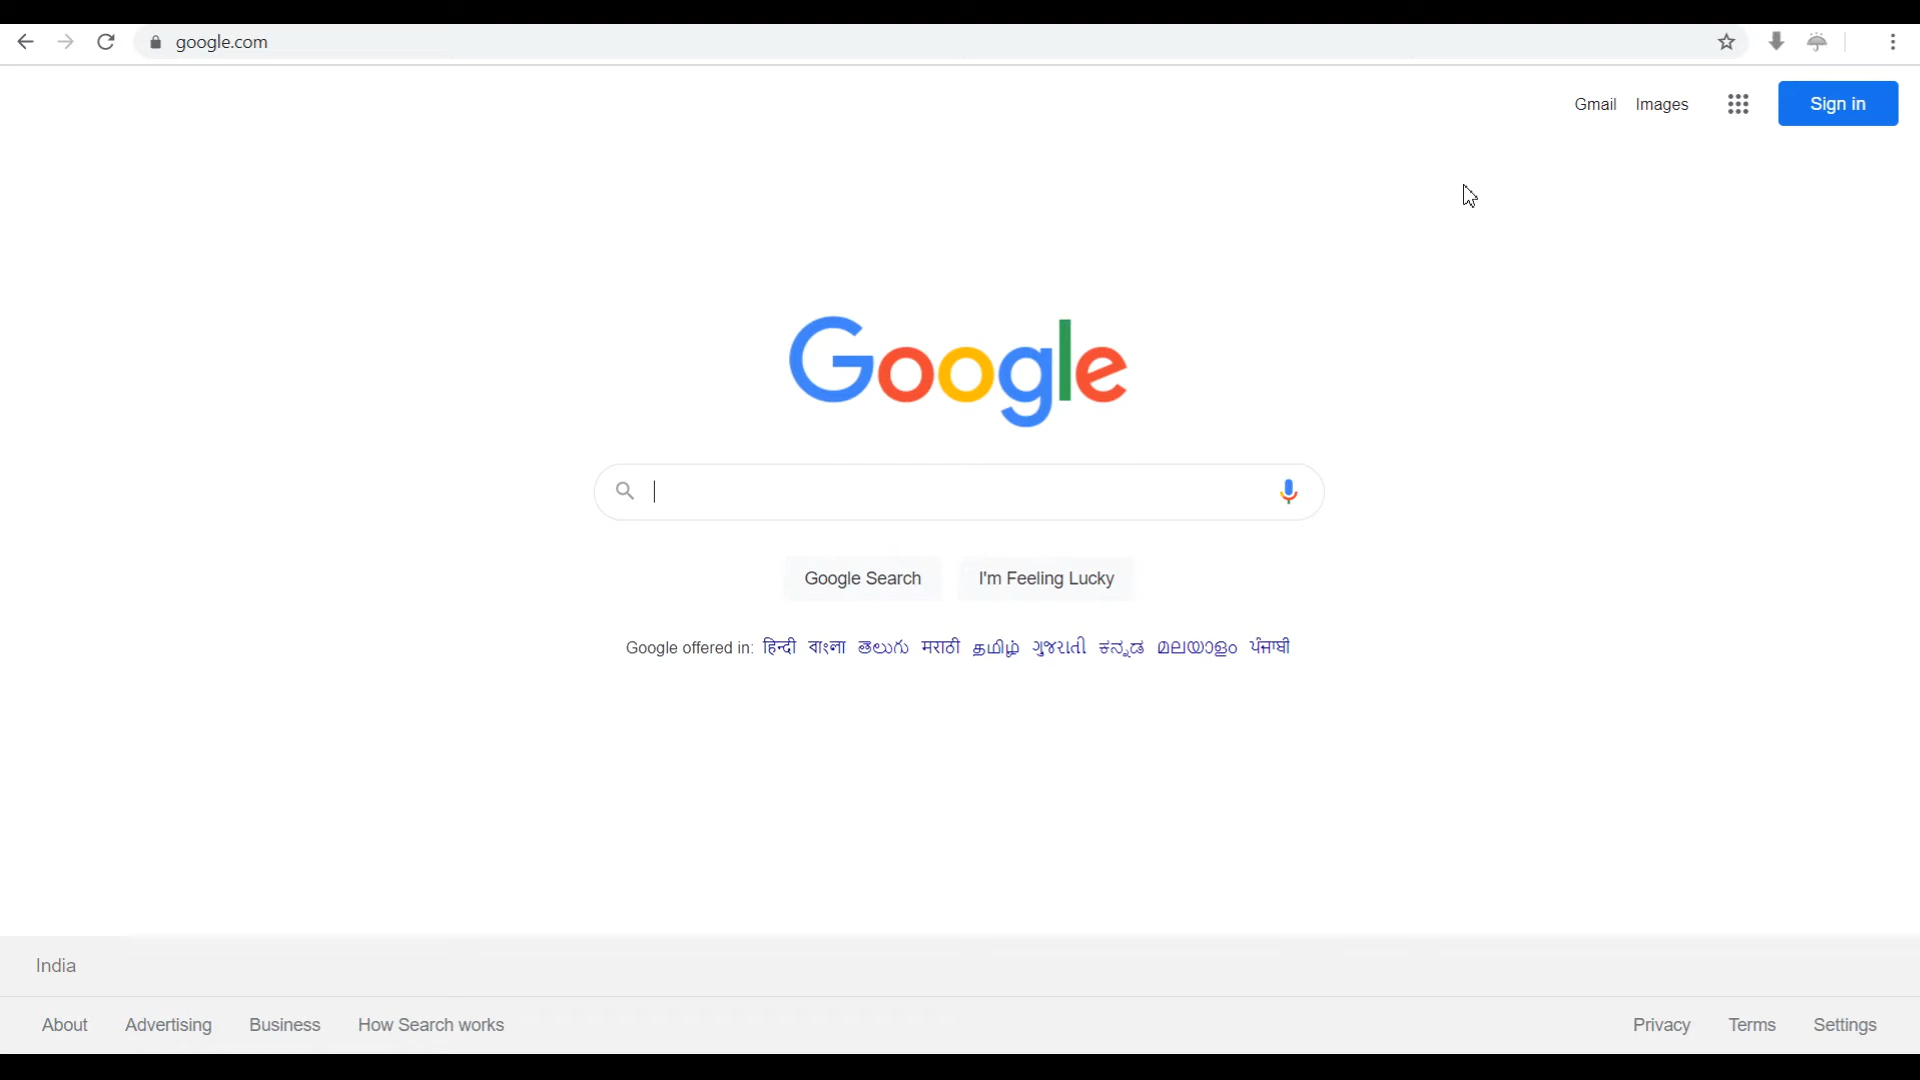 google.com
Gmail Images Sign in
Google
Google Search I'm Feeling Lucky
Google offered in: हिन्दी বাংলা తెలుగు मराठी தமிழ் ગુજરાતી ಕನ್ನಡ മലയാളം ਪੰਜਾਬੀ
India
About Advertising Business How Search works Privacy Terms Settings